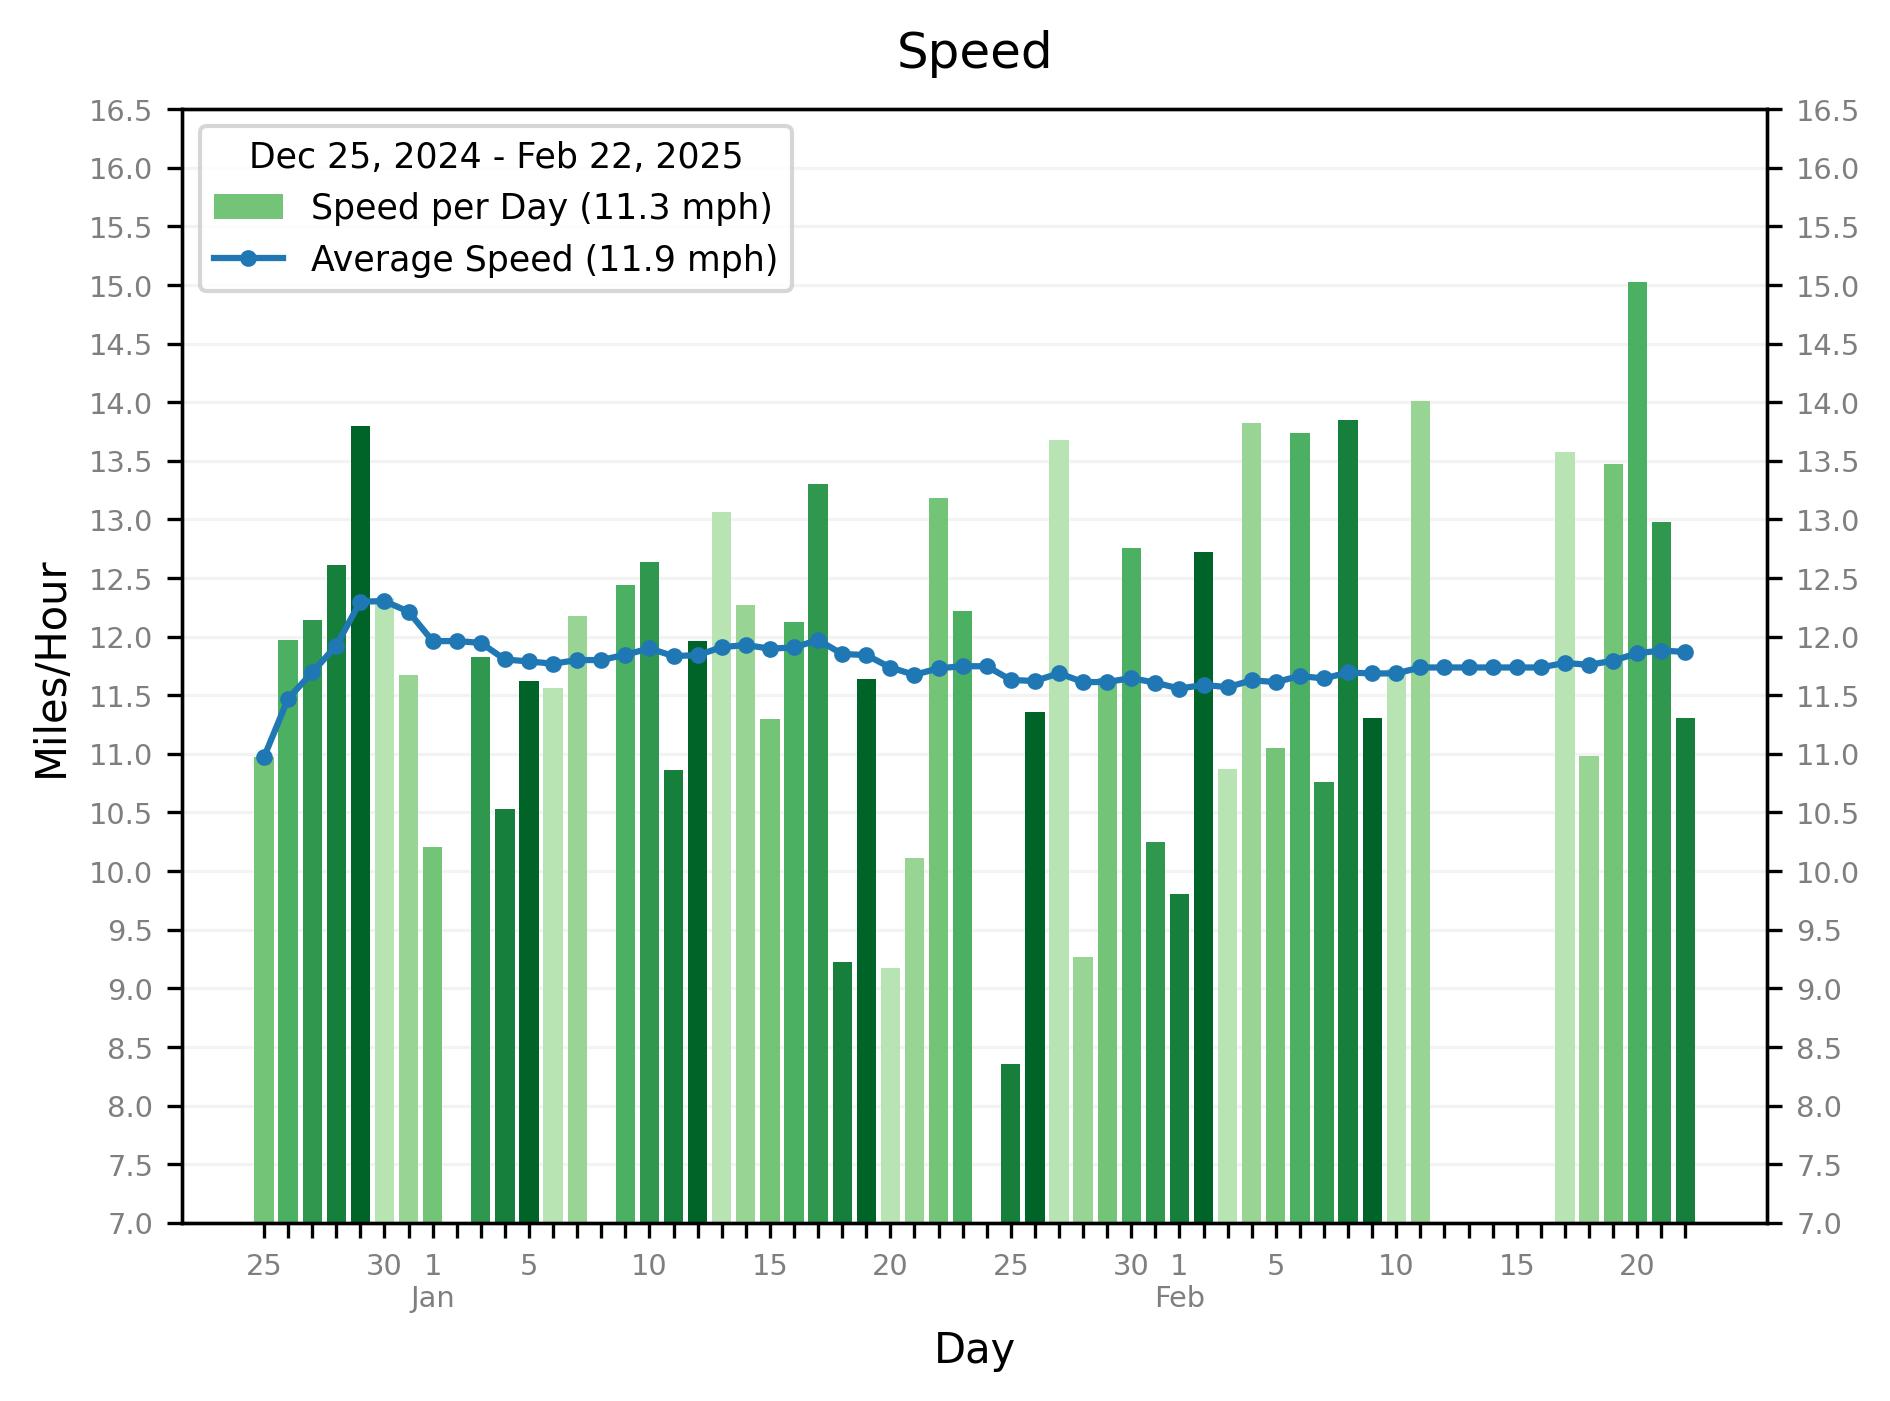 Speed
Dec 25, 2024 - Feb 22, 2025
Speed per Day (11.3 mph)
Average Speed (11.9 mph)
Miles/Hour
16.5 16.5
16.0 16.0
15.5 15.5
15.0 15.0
14.5 14.5
14.0 14.0
13.5 13.5
13.0 13.0
12.5 12.5
12.0 12.0
11.5 11.5
11.0 11.0
10.5 10.5
10.0 10.0
9.5 9.5
9.0 9.0
8.5 8.5
8.0 8.0
7.5 7.5
7.0 7.0
25 30 1 5 10 15 20 25 30 1 5 10 15 20
Jan Feb
Day